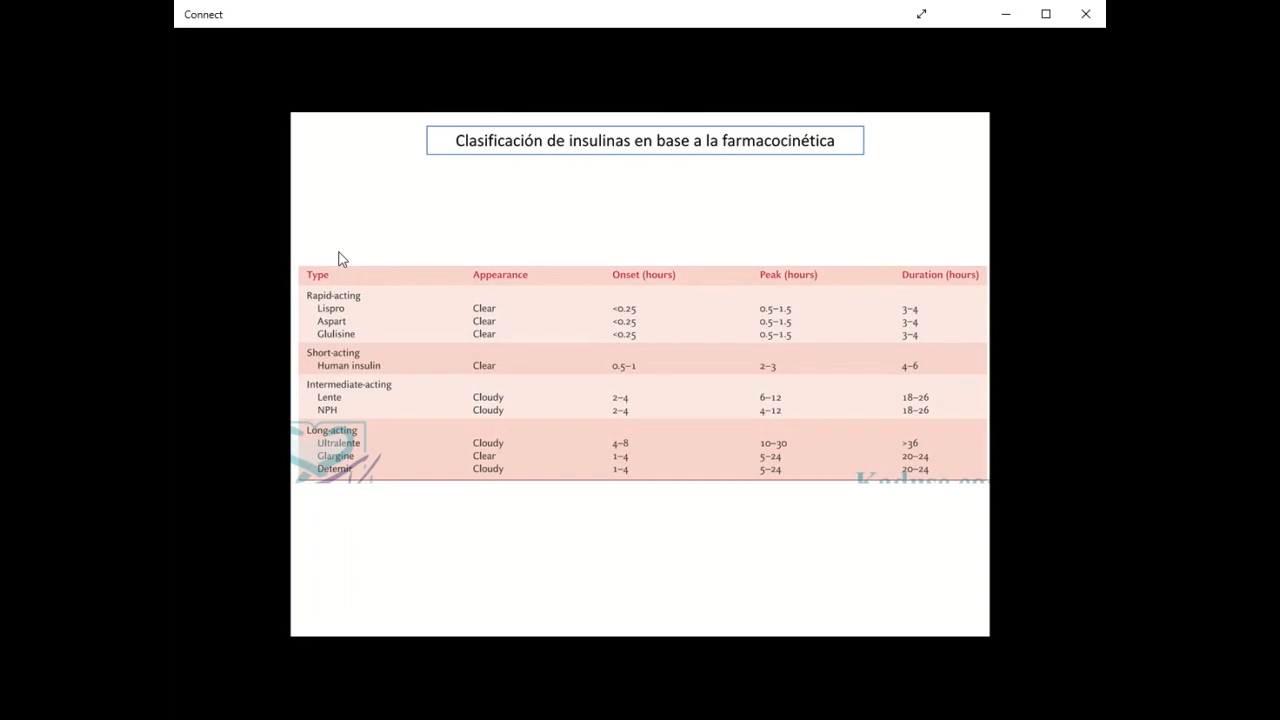 Connect
Clasificación de insulinas en base a la farmacocinética
Type Appearance Onset (hours) Peak (hours) Duration (hours)
Rapid-acting
Lispro Clear <0.25 0.5–1.5 3–4
Aspart Clear <0.25 0.5–1.5 3–4
Glulisine Clear <0.25 0.5–1.5 3–4
Short-acting
Human insulin Clear 0.5–1 2–3 4–6
Intermediate-acting
Lente Cloudy 2–4 6–12 18–26
NPH Cloudy 2–4 4–12 18–26
Long-acting
Ultralente Cloudy 4–8 10–30 >36
Glargine Clear 1–4 5–24 20–24
Detemir Cloudy 1–4 5–24 20–24